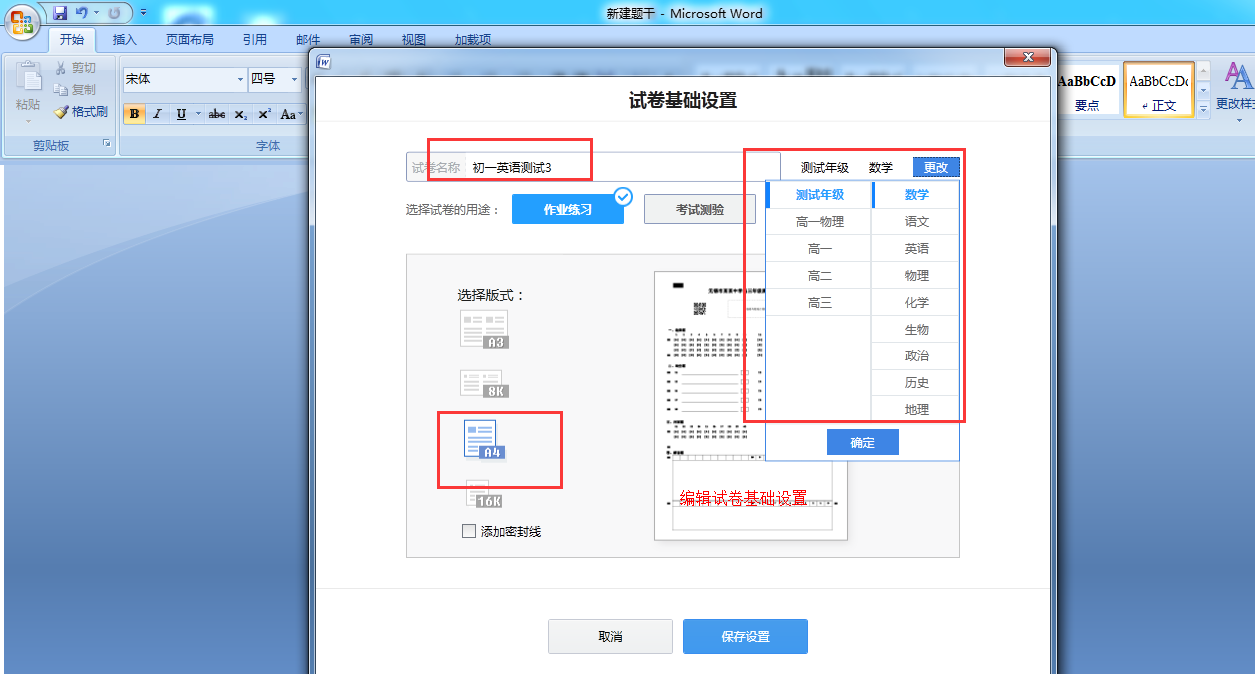 新建题干 - Microsoft Word
开始 插入 页面布局 引用 邮件 审阅 视图 加载项
粘贴
剪切
复制
格式刷
剪贴板
宋体 四号
B I U abc X₂ X² Aa
字体
AaBbCcD AaBbCcDc
要点 正文
更改样式
试卷基础设置
试卷名称 初一英语测试3
测试年级 数学 更改
选择试卷的用途： 作业练习 考试测验
测试年级 数学
高一物理 语文
高一 英语
高二 物理
高三 化学
生物
政治
历史
地理
确定
选择版式：
A3
8K
A4
16K
添加密封线
编辑试卷基础设置
取消 保存设置